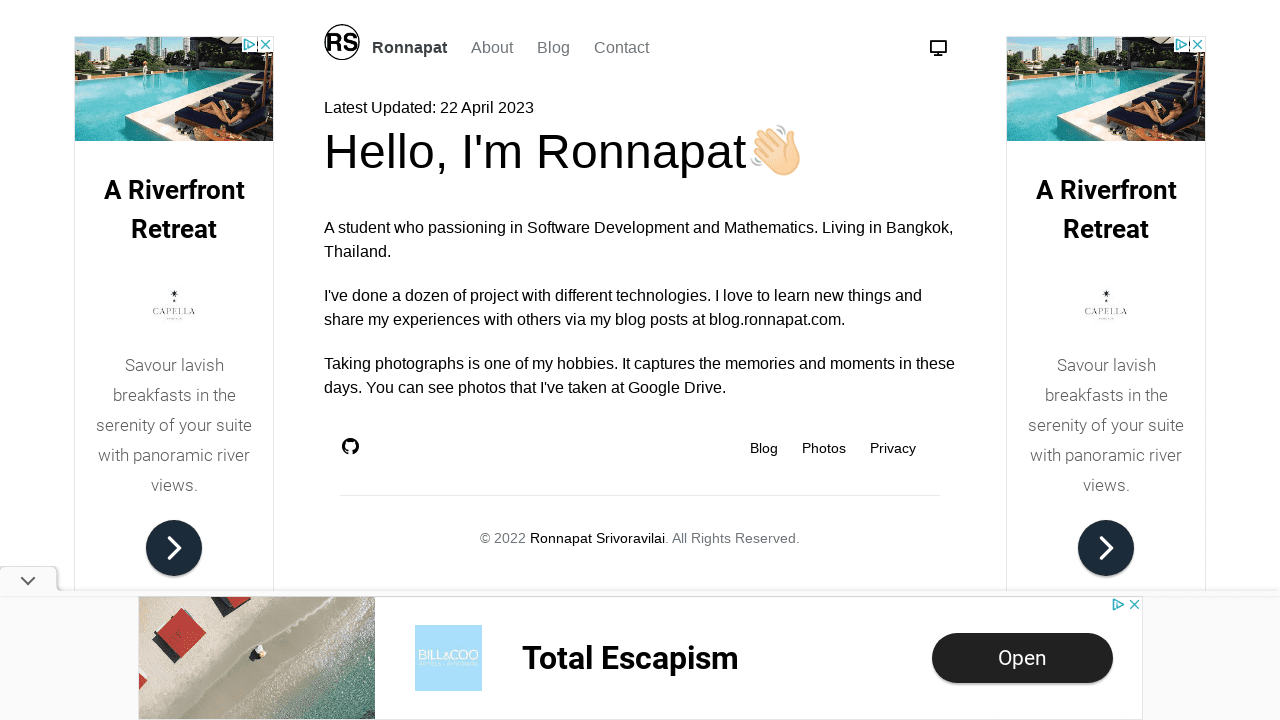 RS Ronnapat About Blog Contact
Latest Updated: 22 April 2023
Hello, I'm Ronnapat👋
A student who passioning in Software Development and Mathematics. Living in Bangkok,
Thailand.
I've done a dozen of project with different technologies. I love to learn new things and
share my experiences with others via my blog posts at blog.ronnapat.com.
Taking photographs is one of my hobbies. It captures the memories and moments in these
days. You can see photos that I've taken at Google Drive.
Blog Photos Privacy
© 2022 Ronnapat Srivoravilai. All Rights Reserved.
A Riverfront
Retreat
CAPELLA
Savour lavish
breakfasts in the
serenity of your suite
with panoramic river
views.
A Riverfront
Retreat
CAPELLA
Savour lavish
breakfasts in the
serenity of your suite
with panoramic river
views.
BILL&COO
Total Escapism
Open